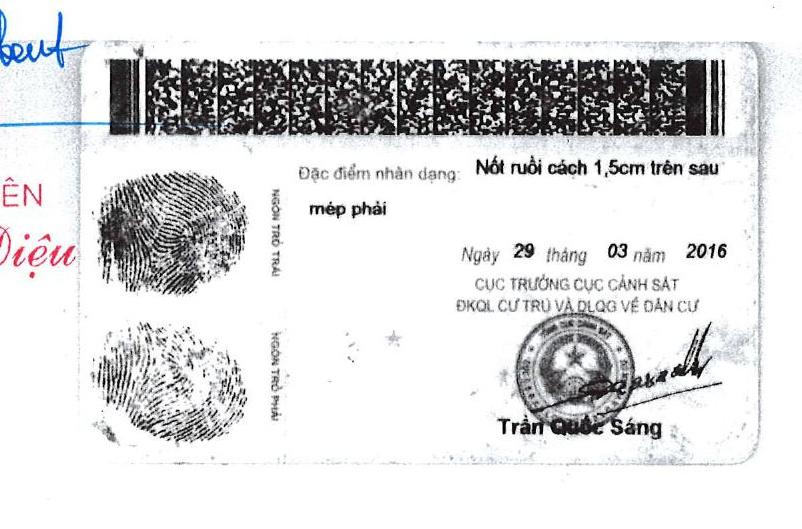 ÊN
Diệu
Đặc điểm nhân dạng: Nốt ruồi cách 1,5cm trên sau
mép phải
NGÓN TRỎ TRÁI
NGÓN TRỎ PHẢI
Ngày 29 tháng 03 năm 2016
CỤC TRƯỞNG CỤC CẢNH SÁT
ĐKQL CƯ TRÚ VÀ DLQG VỀ DÂN CƯ
Trần Quốc Sáng